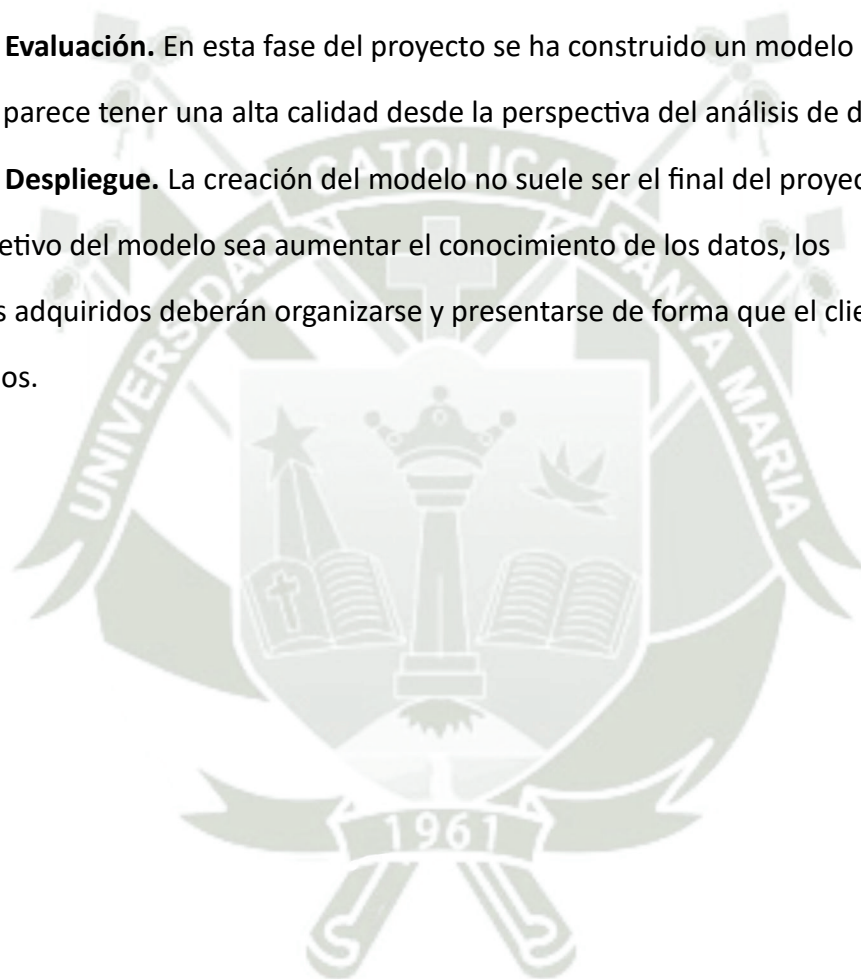 Evaluación. En esta fase del proyecto se ha construido un modelo
parece tener una alta calidad desde la perspectiva del análisis de d
Despliegue. La creación del modelo no suele ser el final del proyec
etivo del modelo sea aumentar el conocimiento de los datos, los
s adquiridos deberán organizarse y presentarse de forma que el clie
os.
UNIVERSIDAD CATOLICA SANTA MARIA
1961